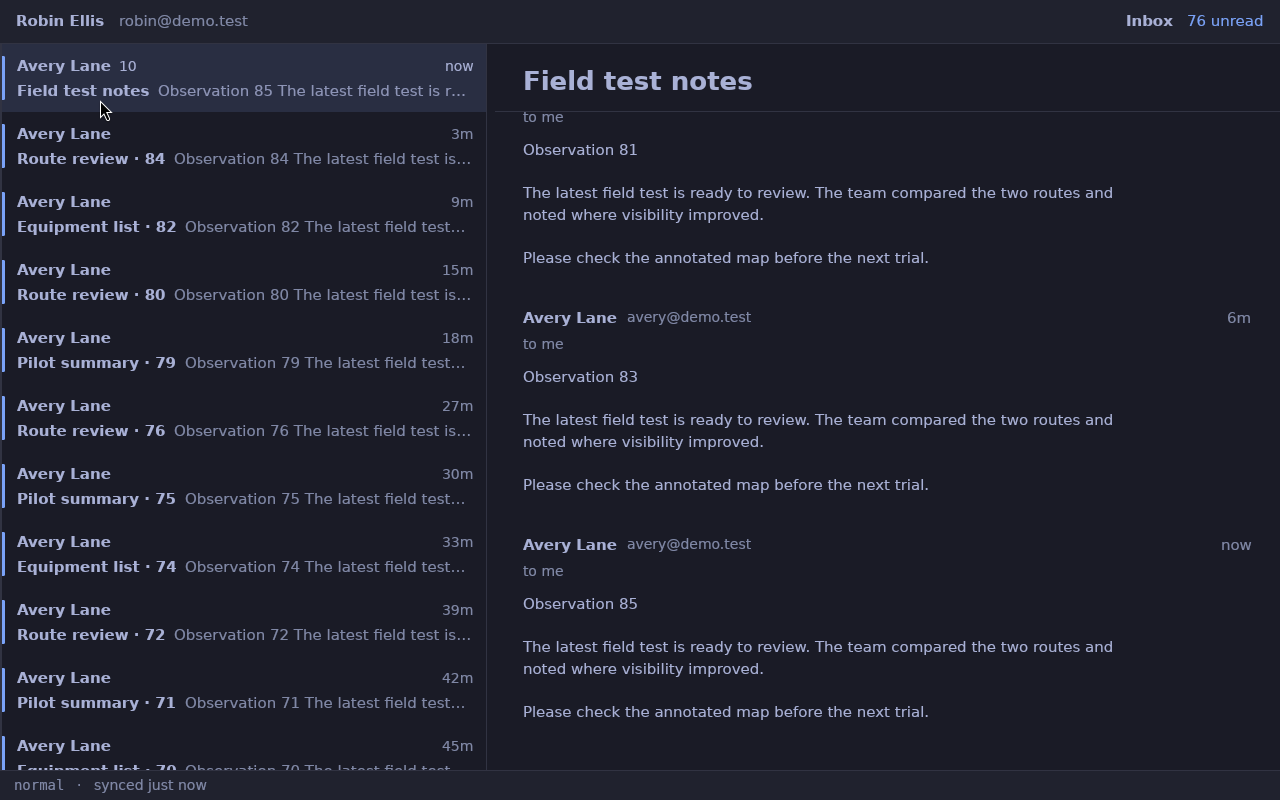 Robin Ellis robin@demo.test
Inbox 76 unread
Avery Lane 10 now
Field test notes Observation 85 The latest field test is r…
Avery Lane 3m
Route review · 84 Observation 84 The latest field test is…
Avery Lane 9m
Equipment list · 82 Observation 82 The latest field test…
Avery Lane 15m
Route review · 80 Observation 80 The latest field test is…
Avery Lane 18m
Pilot summary · 79 Observation 79 The latest field test…
Avery Lane 27m
Route review · 76 Observation 76 The latest field test is…
Avery Lane 30m
Pilot summary · 75 Observation 75 The latest field test…
Avery Lane 33m
Equipment list · 74 Observation 74 The latest field test…
Avery Lane 39m
Route review · 72 Observation 72 The latest field test is…
Avery Lane 42m
Pilot summary · 71 Observation 71 The latest field test…
Avery Lane 45m
Equipment list · 70 Observation 70 The latest field test…
Field test notes
to me
Observation 81
The latest field test is ready to review. The team compared the two routes and
noted where visibility improved.
Please check the annotated map before the next trial.
Avery Lane avery@demo.test 6m
to me
Observation 83
The latest field test is ready to review. The team compared the two routes and
noted where visibility improved.
Please check the annotated map before the next trial.
Avery Lane avery@demo.test now
to me
Observation 85
The latest field test is ready to review. The team compared the two routes and
noted where visibility improved.
Please check the annotated map before the next trial.
normal · synced just now